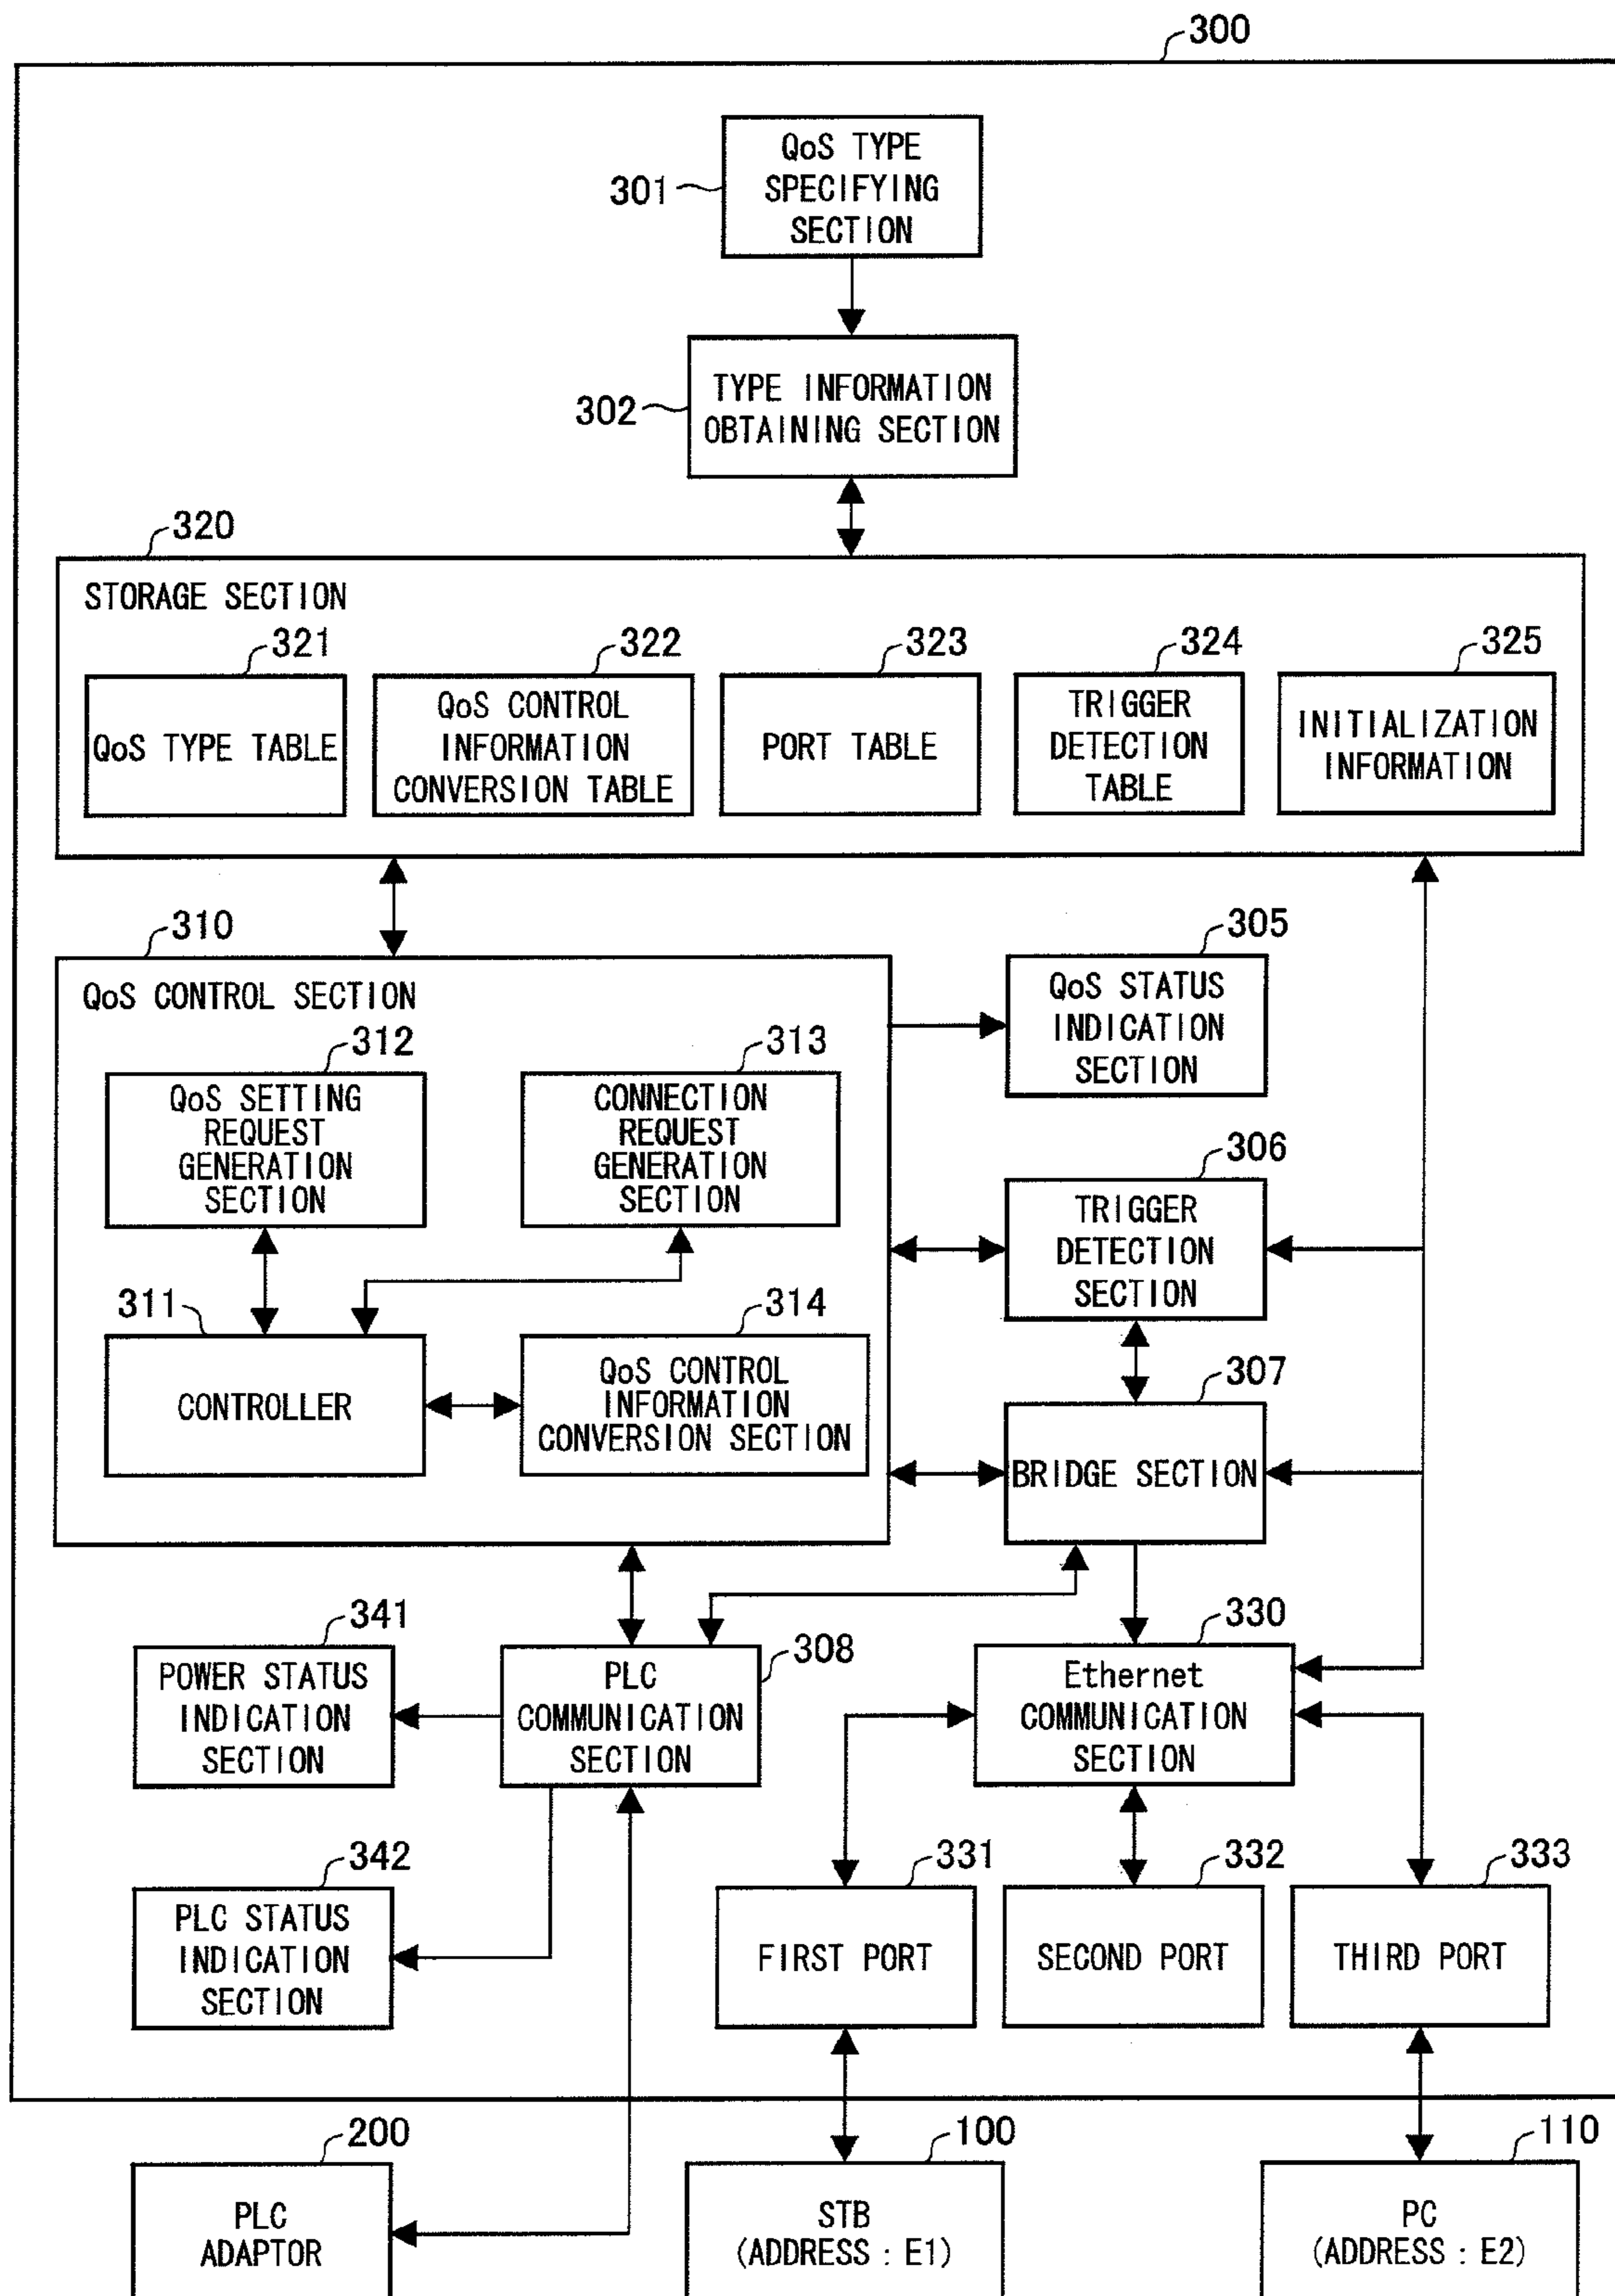 300
QoS TYPE
SPECIFYING
SECTION
301
TYPE INFORMATION
OBTAINING SECTION
302
320
STORAGE SECTION
321
322
323
324
325
QoS TYPE TABLE
QoS CONTROL
INFORMATION
CONVERSION TABLE
PORT TABLE
TRIGGER
DETECTION
TABLE
INITIALIZATION
INFORMATION
310
QoS CONTROL SECTION
305
QoS STATUS
INDICATION
SECTION
312
QoS SETTING
REQUEST
GENERATION
SECTION
313
CONNECTION
REQUEST
GENERATION
SECTION
306
TRIGGER
DETECTION
SECTION
311
CONTROLLER
314
QoS CONTROL
INFORMATION
CONVERSION SECTION
307
BRIDGE SECTION
341
POWER STATUS
INDICATION
SECTION
308
PLC
COMMUNICATION
SECTION
330
Ethernet
COMMUNICATION
SECTION
342
PLC STATUS
INDICATION
SECTION
331
FIRST PORT
332
SECOND PORT
333
THIRD PORT
200
PLC
ADAPTOR
100
STB
(ADDRESS : E1)
110
PC
(ADDRESS : E2)